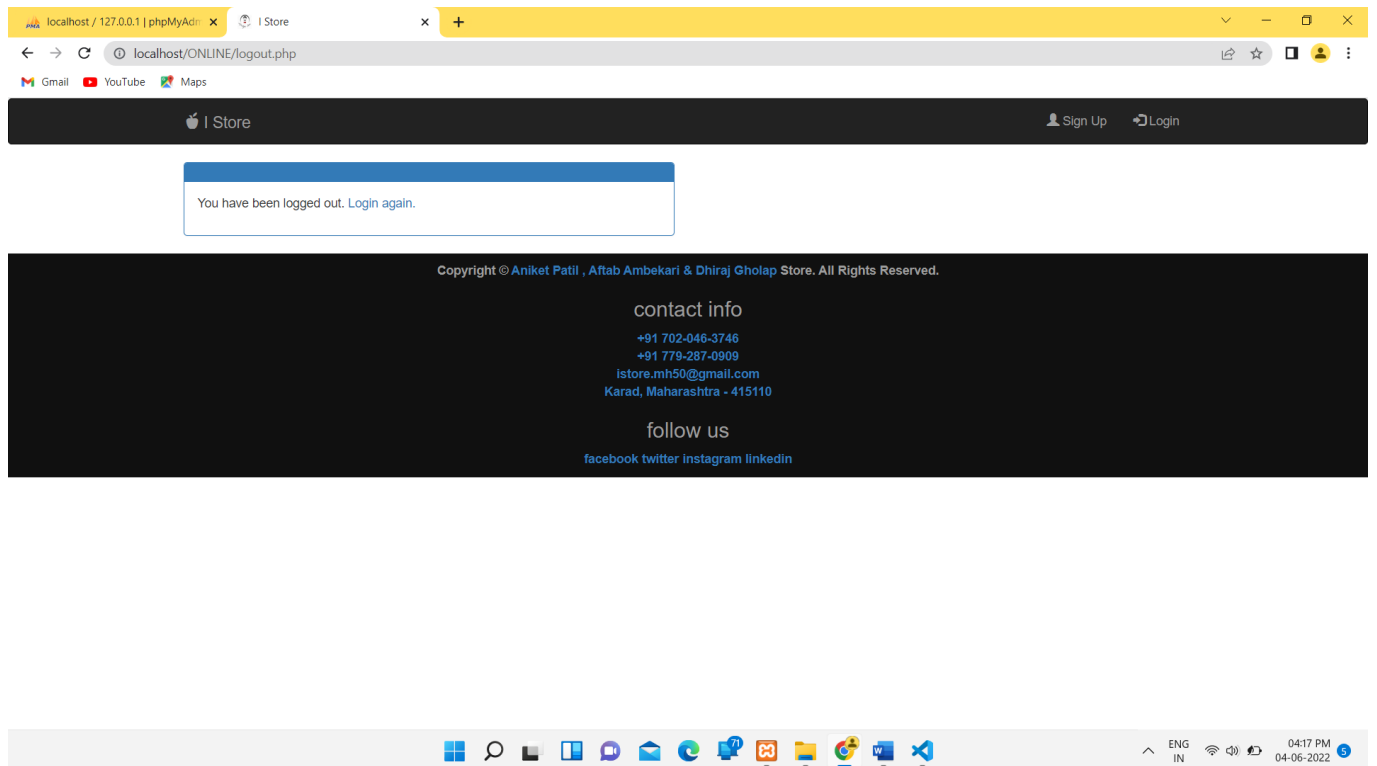 localhost / 127.0.0.1 | phpMyAdm
I Store
localhost/ONLINE/logout.php
Gmail YouTube Maps
I Store Sign Up Login
You have been logged out. Login again.
Copyright © Aniket Patil , Aftab Ambekari & Dhiraj Gholap Store. All Rights Reserved.
contact info
+91 702-046-3746
+91 779-287-0909
istore.mh50@gmail.com
Karad, Maharashtra - 415110
follow us
facebook twitter instagram linkedin
71
ENG
IN
04:17 PM
04-06-2022
5